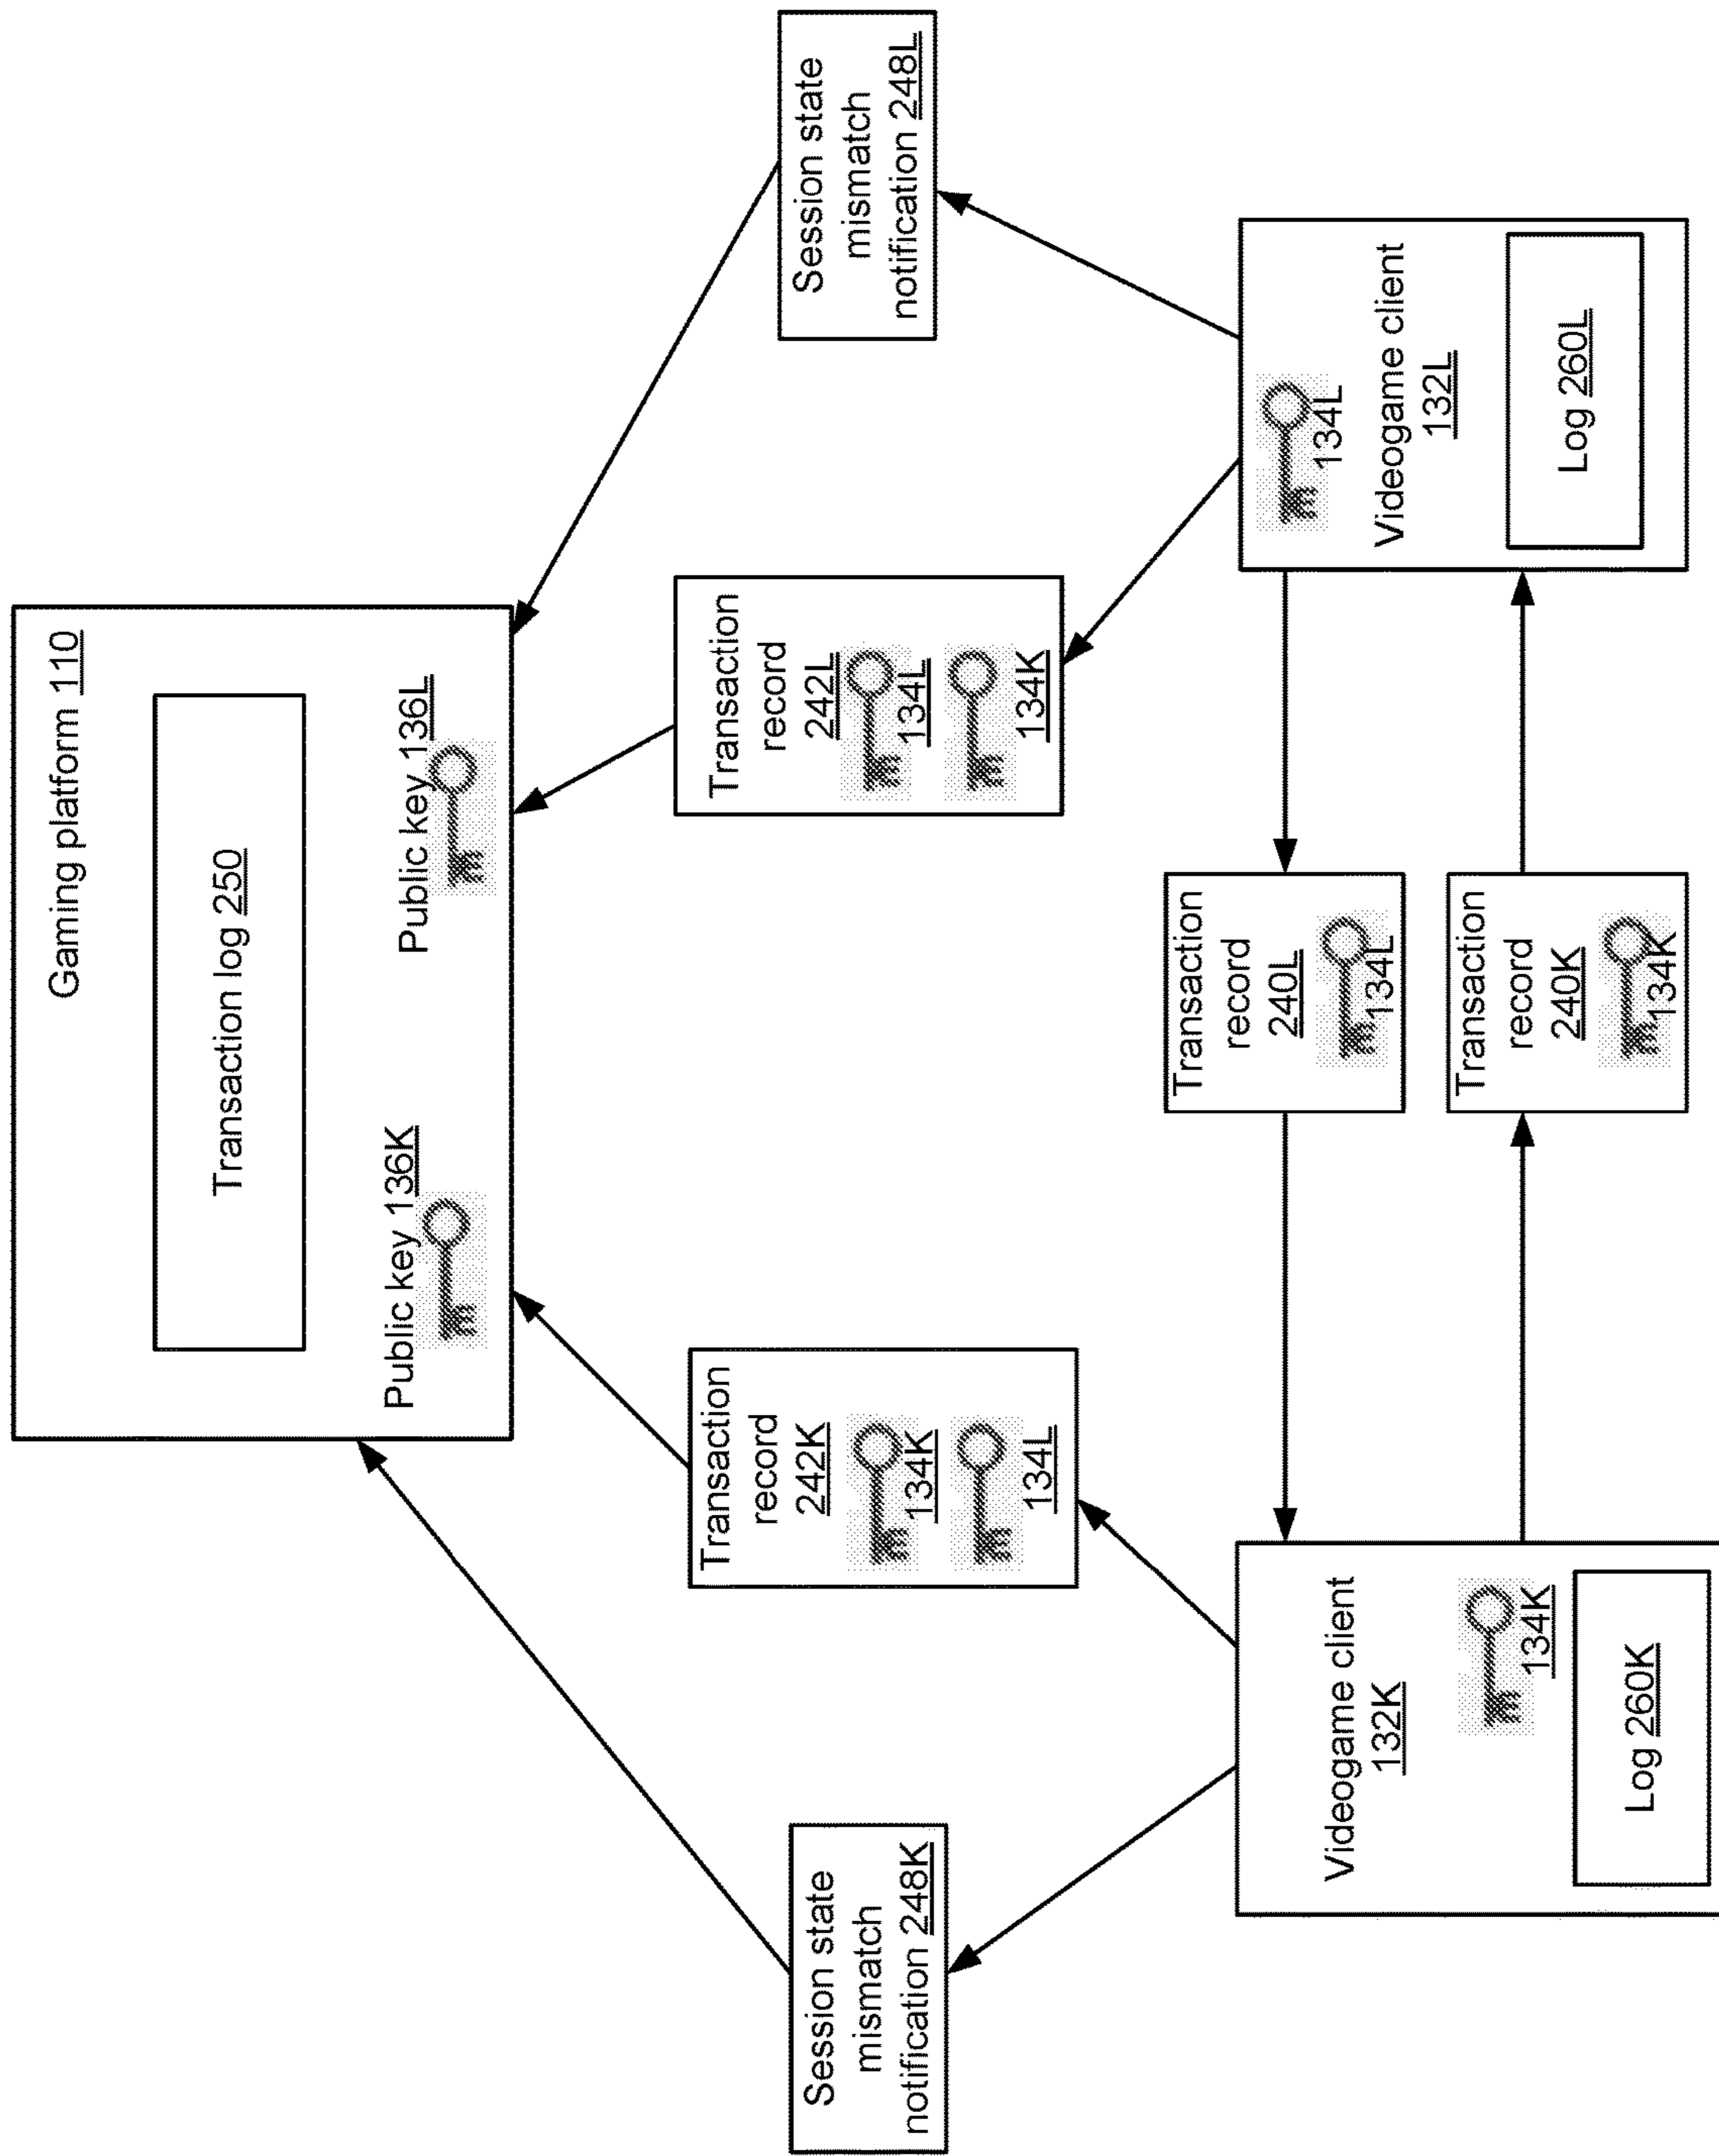 Gaming platform 110
Transaction log 250
Public key 136K
Public key 136L
Session state
mismatch
notification 248K
Transaction
record
242K
134K
134L
Transaction
record
242L
134L
134K
Session state
mismatch
notification 248L
Videogame client
132K
134K
Log 260K
Transaction
record
240L
134L
Transaction
record
240K
134K
134L
Videogame client
132L
Log 260L